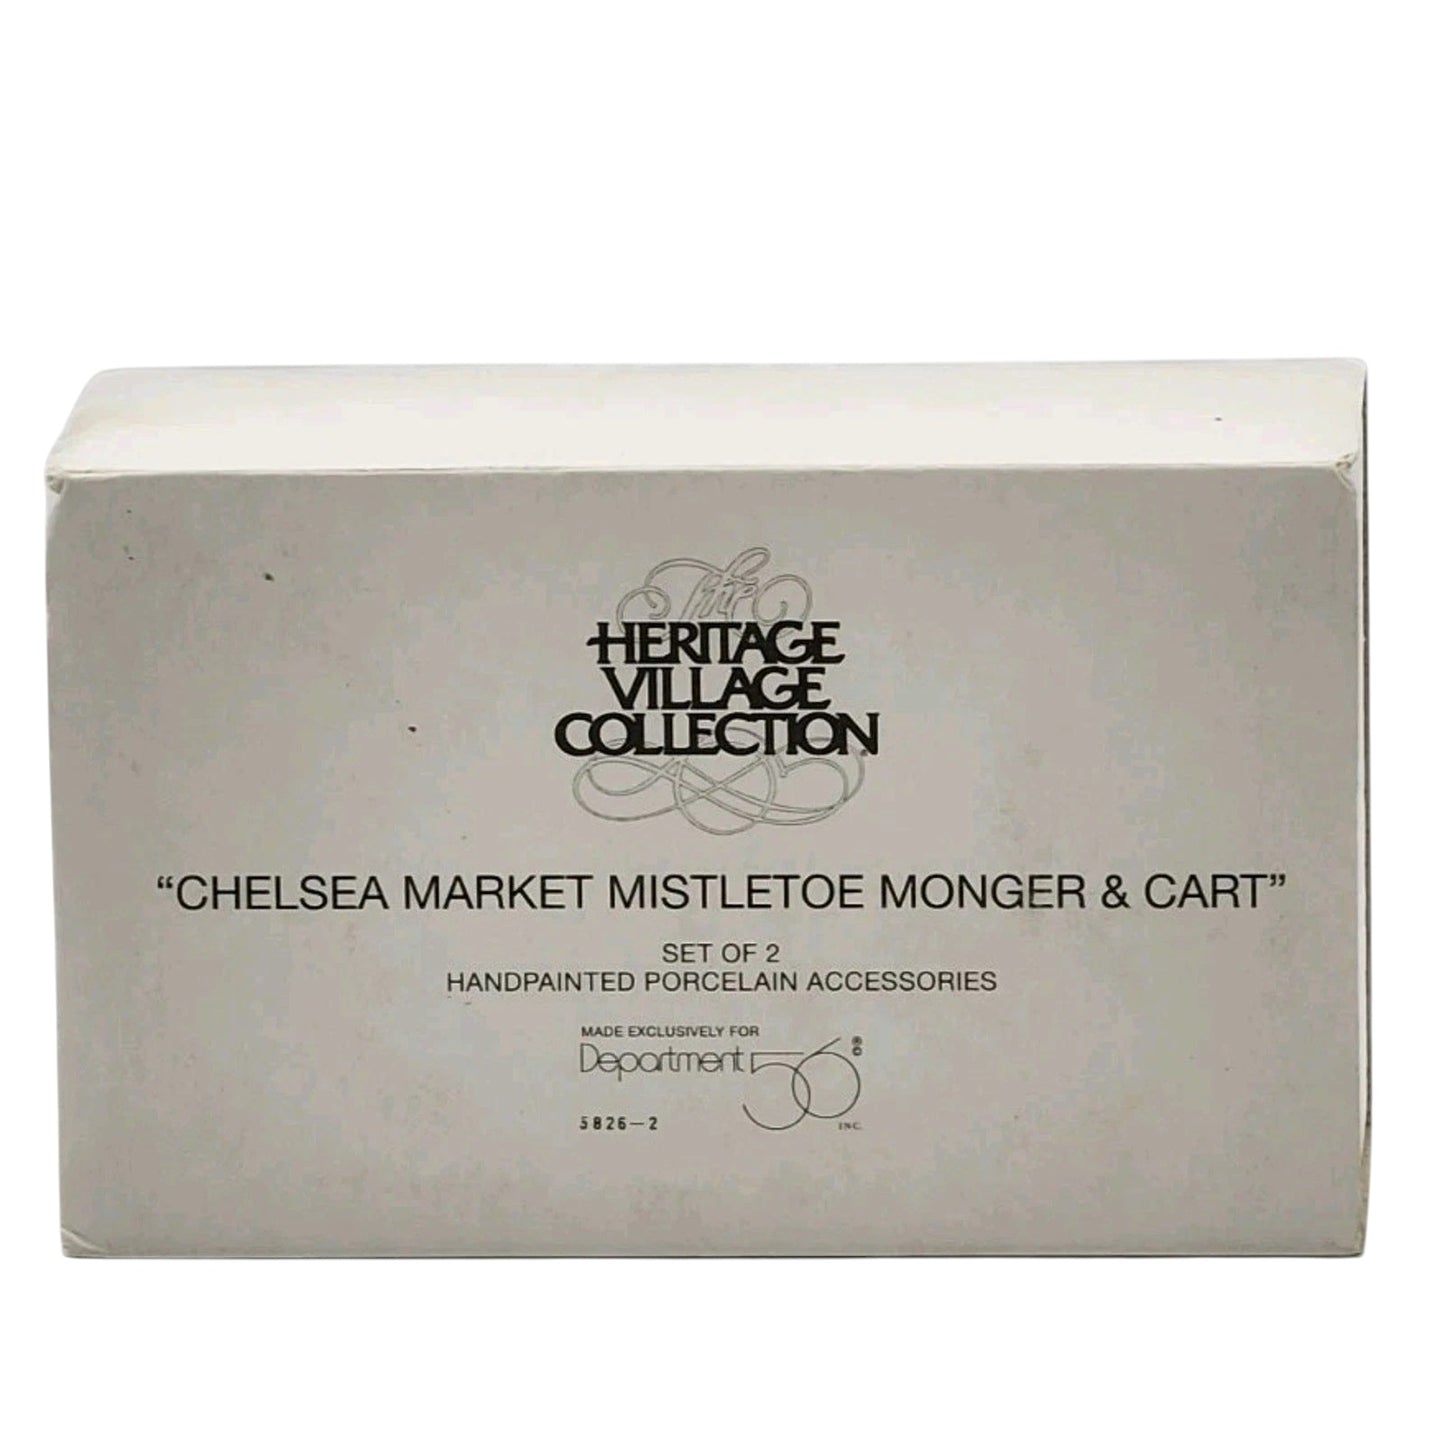 The
HERITAGE
VILLAGE
COLLECTION®
“CHELSEA MARKET MISTLETOE MONGER & CART”
SET OF 2
HANDPAINTED PORCELAIN ACCESSORIES
MADE EXCLUSIVELY FOR
Department 56 ® ©
INC.
5826–2